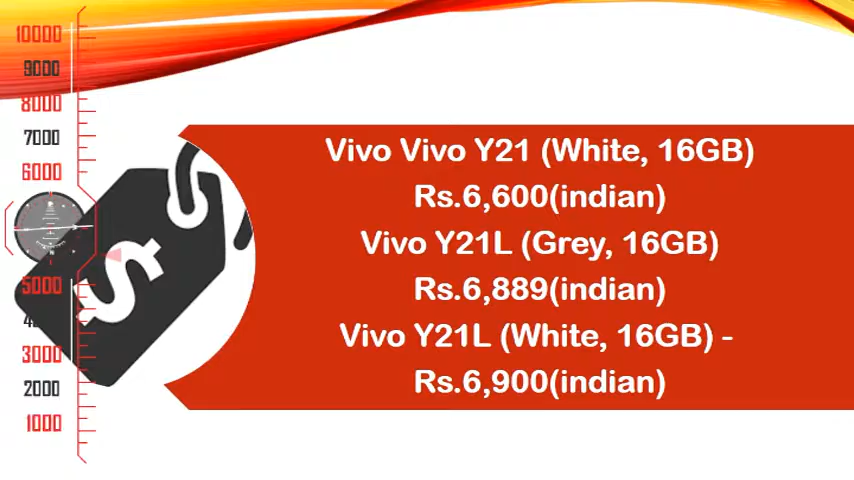 10000
9000
8000
7000
6000
5000
3000
2000
1000
Vivo Vivo Y21 (White, 16GB)
Rs.6,600(indian)
Vivo Y21L (Grey, 16GB)
Rs.6,889(indian)
Vivo Y21L (White, 16GB) -
Rs.6,900(indian)
$